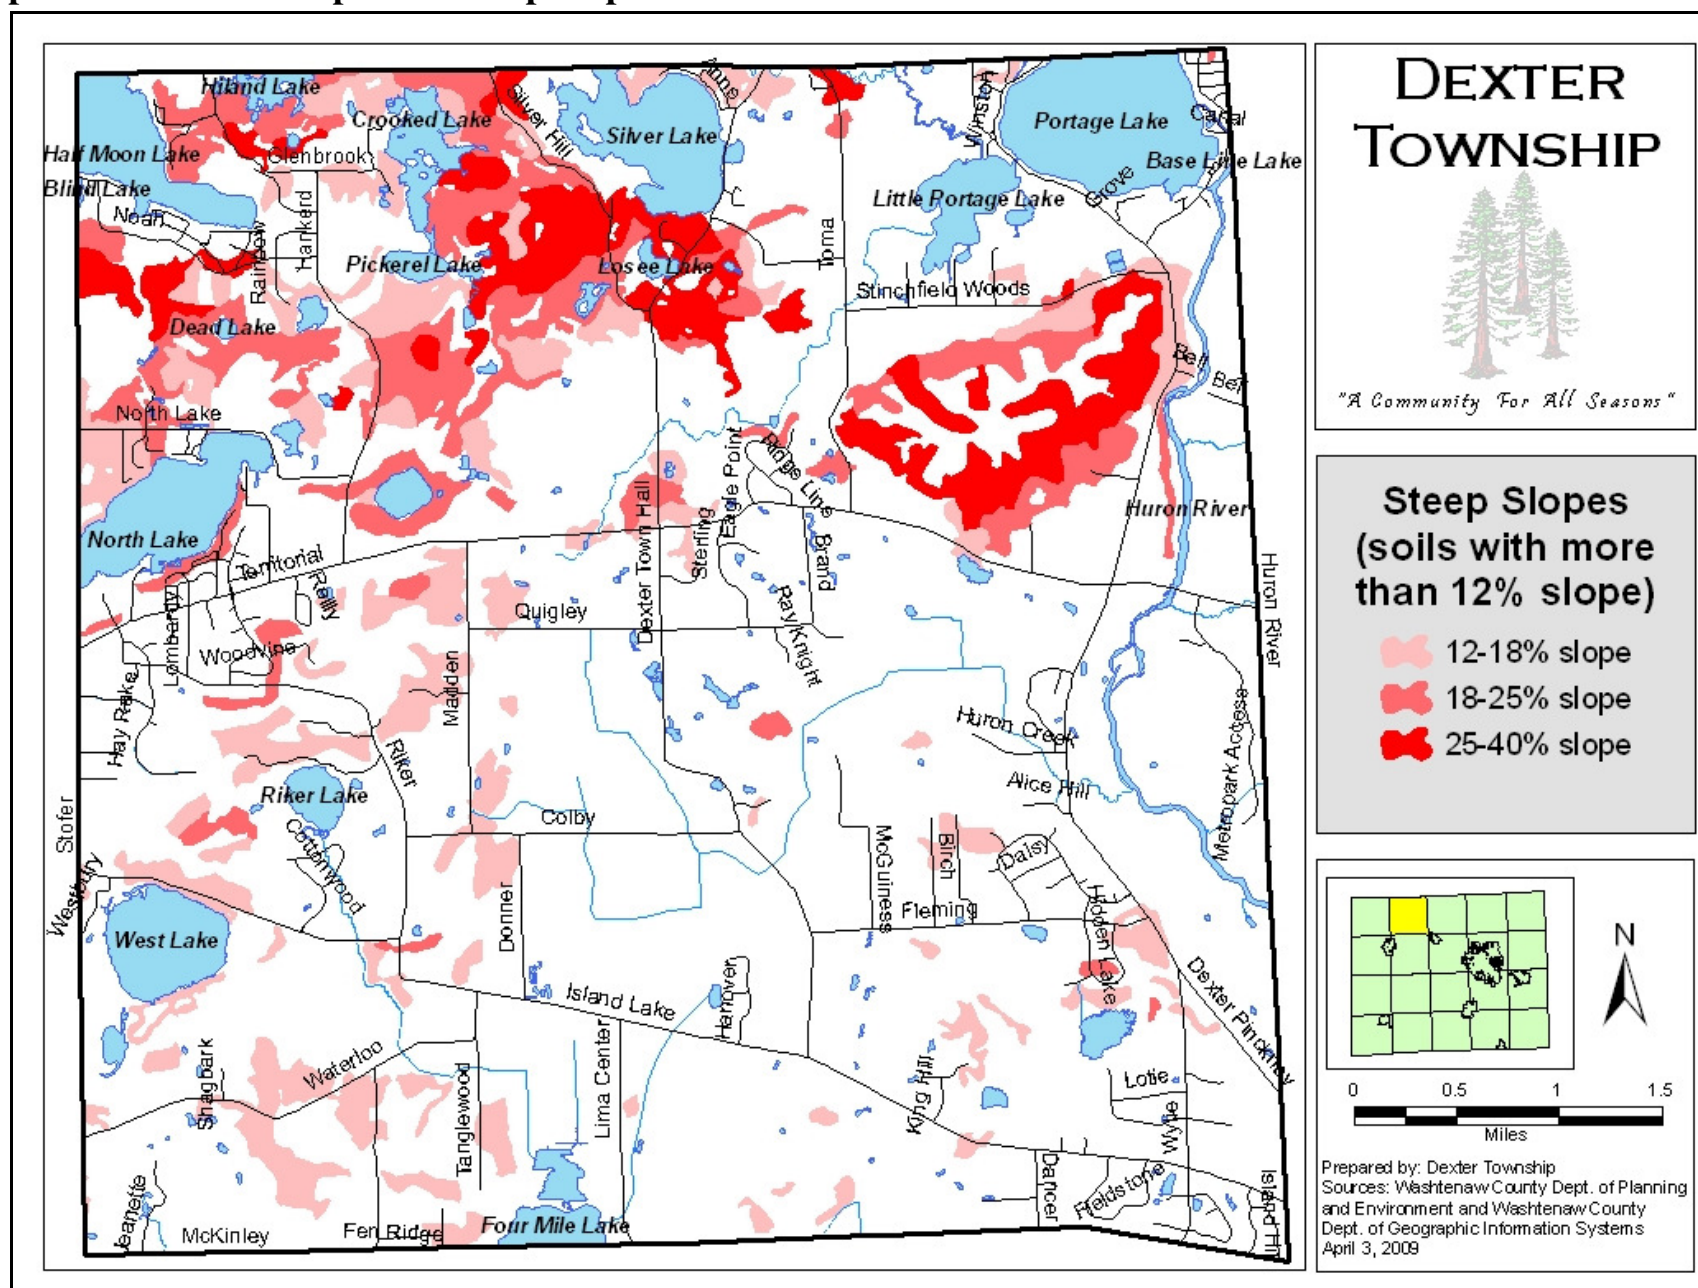 Hiland Lake
Crooked Lake
Silver Hill
Silver Lake
Anne
Winston
Portage Lake
Canal
Half Moon Lake
Glenbrook
Base Line Lake
Blind Lake
Noah
Rainbow
Hankerd
Little Portage Lake
Grove
Toma
Pickerel Lake
Losee Lake
Stinchfield Woods
Dead Lake
Bell
Bell
North Lake
Eagle Point
Ridge Line
Dexter Town Hall
Sterling
Brand
Huron River
North Lake
Territorial
Reilly
Lombardy
Quigley
Ray Knight
Huron River
Woodvine
Madden
Hay Rake
Riker
Huron Creek
Metropark Access
Alice Hill
Riker Lake
Stofer
Colby
Cottonwood
McGuiness
Birch
Daisy
Westbury
Donner
Fleming
Hidden Lake
West Lake
Island Lake
Hanover
Dexter Pinckney
Shagbark
Waterloo
Tanglewood
Lima Center
King Hill
Lotie
Wylie
Dancer
Fieldstone
Island Hill
Jeanette
McKinley
Fen Ridge
Four Mile Lake
DEXTER
TOWNSHIP
"A Community For All Seasons"
Steep Slopes
(soils with more
than 12% slope)
12-18% slope
18-25% slope
25-40% slope
N
0 0.5 1 1.5
Miles
Prepared by: Dexter Township
Sources: Washtenaw County Dept. of Planning
and Environment and Washtenaw County
Dept. of Geographic Information Systems
April 3, 2009